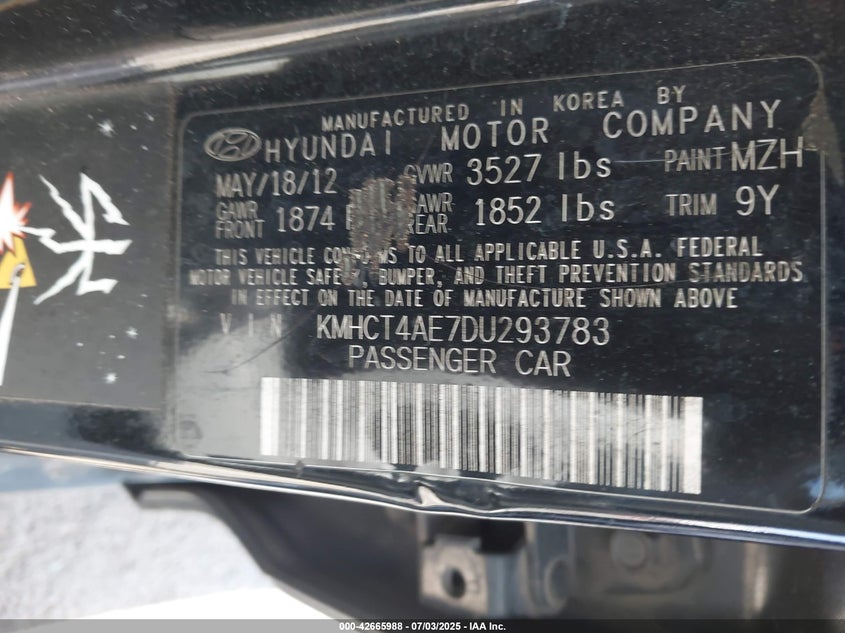 MANUFACTURED IN KOREA BY
HYUNDAI MOTOR COMPANY
MAY/18/12 GVWR 3527 lbs PAINT MZH
GAWR FRONT 1874 GAWR REAR 1852 lbs TRIM 9Y
THIS VEHICLE TO ALL APPLICABLE U.S.A. FEDERAL
MOTOR VEHICLE SAFETY, BUMPER, AND THEFT PREVENTION STANDARDS
IN EFFECT ON THE DATE OF MANUFACTURE SHOWN ABOVE
VIN KMHCT4AE7DU293783
PASSENGER CAR
000-42665988 - 07/03/2025 - IAA Inc.